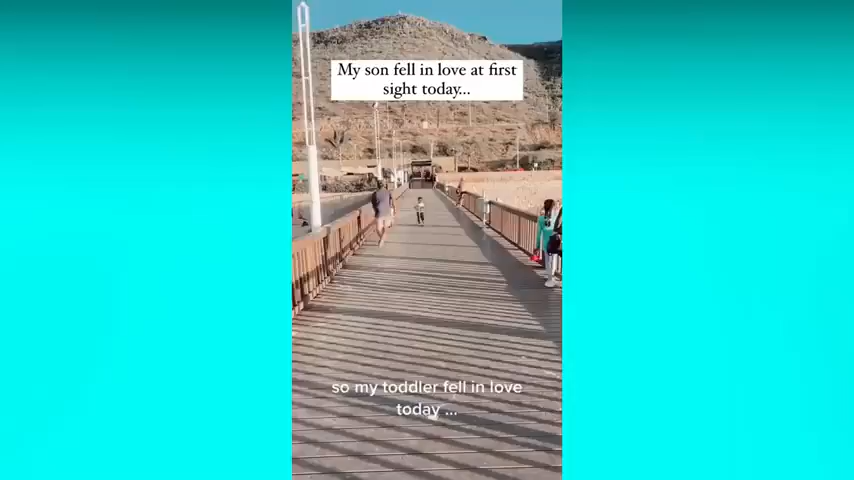 My son fell in love at first
sight today...
so my toddler fell in love
today ...